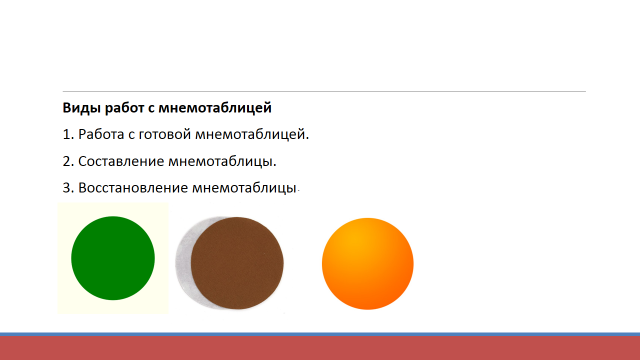 Виды работ с мнемотаблицей
1. Работа с готовой мнемотаблицей.
2. Составление мнемотаблицы.
3. Восстановление мнемотаблицы.